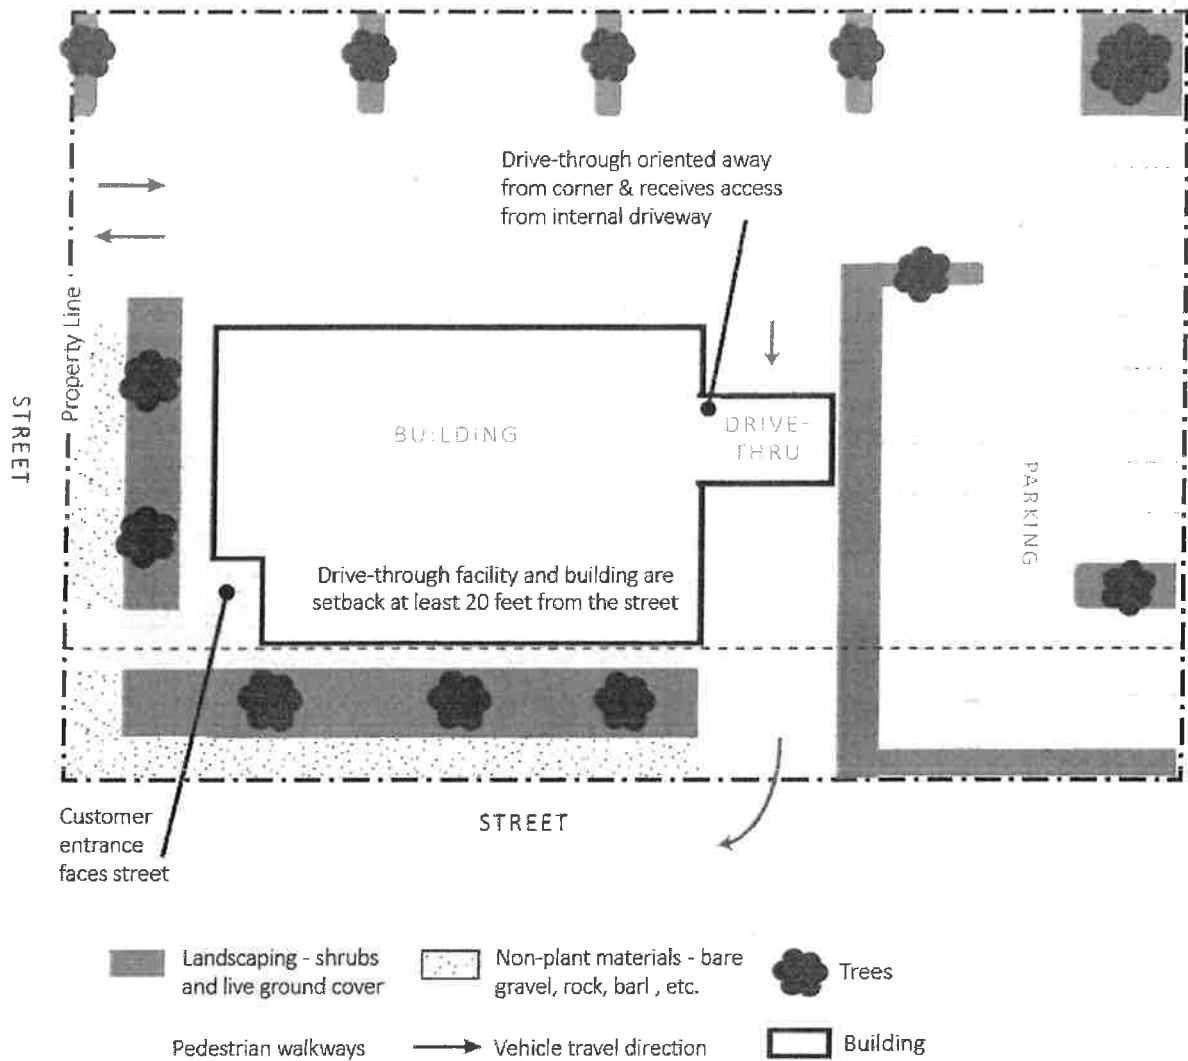 Drive-through oriented away
from corner & receives access
from internal driveway
Property Line
STREET
BUiLDiNG
DRIVE-
THRU
PARKING
Drive-through facility and building are
setback at least 20 feet from the street
Customer
entrance
faces street
STREET
Landscaping - shrubs
and live ground cover
Non-plant materials - bare
gravel, rock, barl , etc.
Trees
Pedestrian walkways
Vehicle travel direction
Building